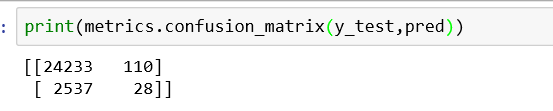 : print(metrics.confusion_matrix(y_test,pred))
[[24233 110]
[ 2537 28]]